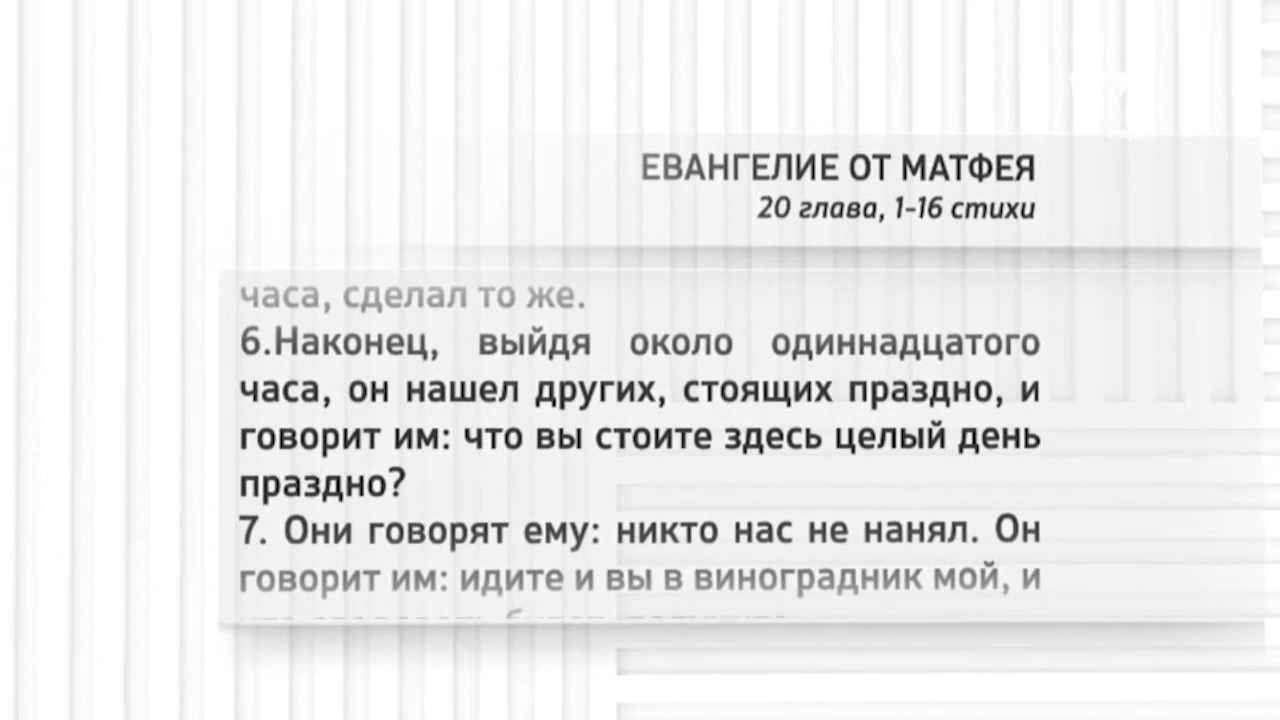 ЕВАНГЕЛИЕ ОТ МАТФЕЯ
20 глава, 1-16 стихи
часа, сделал то же.
6.Наконец, выйдя около одиннадцатого
часа, он нашел других, стоящих праздно, и
говорит им: что вы стоите здесь целый день
праздно?
7. Они говорят ему: никто нас не нанял. Он
говорит им: идите и вы в виноградник мой, и